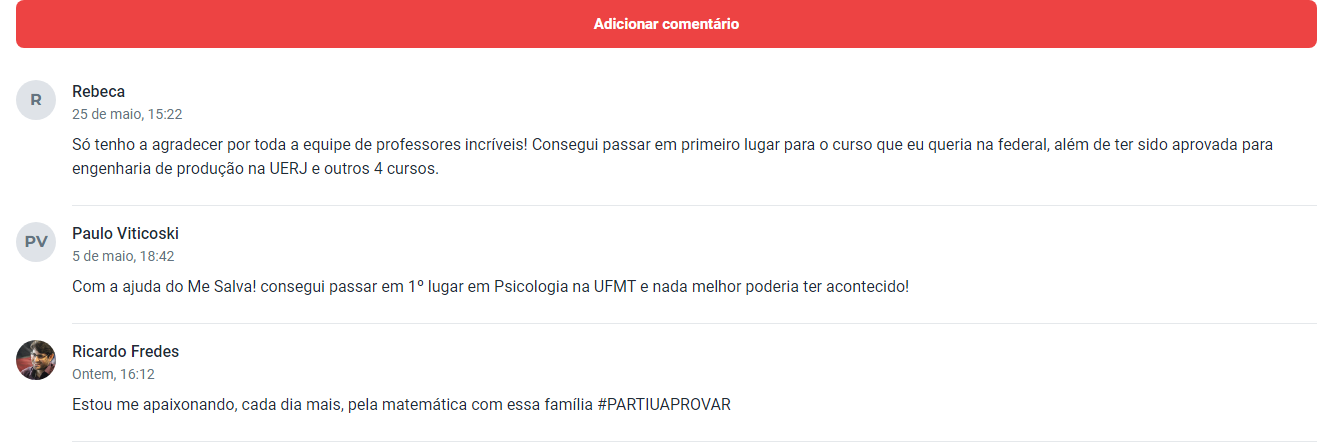 Adicionar comentário
R
Rebeca
25 de maio, 15:22
Só tenho a agradecer por toda a equipe de professores incríveis! Consegui passar em primeiro lugar para o curso que eu queria na federal, além de ter sido aprovada para
engenharia de produção na UERJ e outros 4 cursos.
PV
Paulo Viticoski
5 de maio, 18:42
Com a ajuda do Me Salva! consegui passar em 1º lugar em Psicologia na UFMT e nada melhor poderia ter acontecido!
Ricardo Fredes
Ontem, 16:12
Estou me apaixonando, cada dia mais, pela matemática com essa família #PARTIUAPROVAR